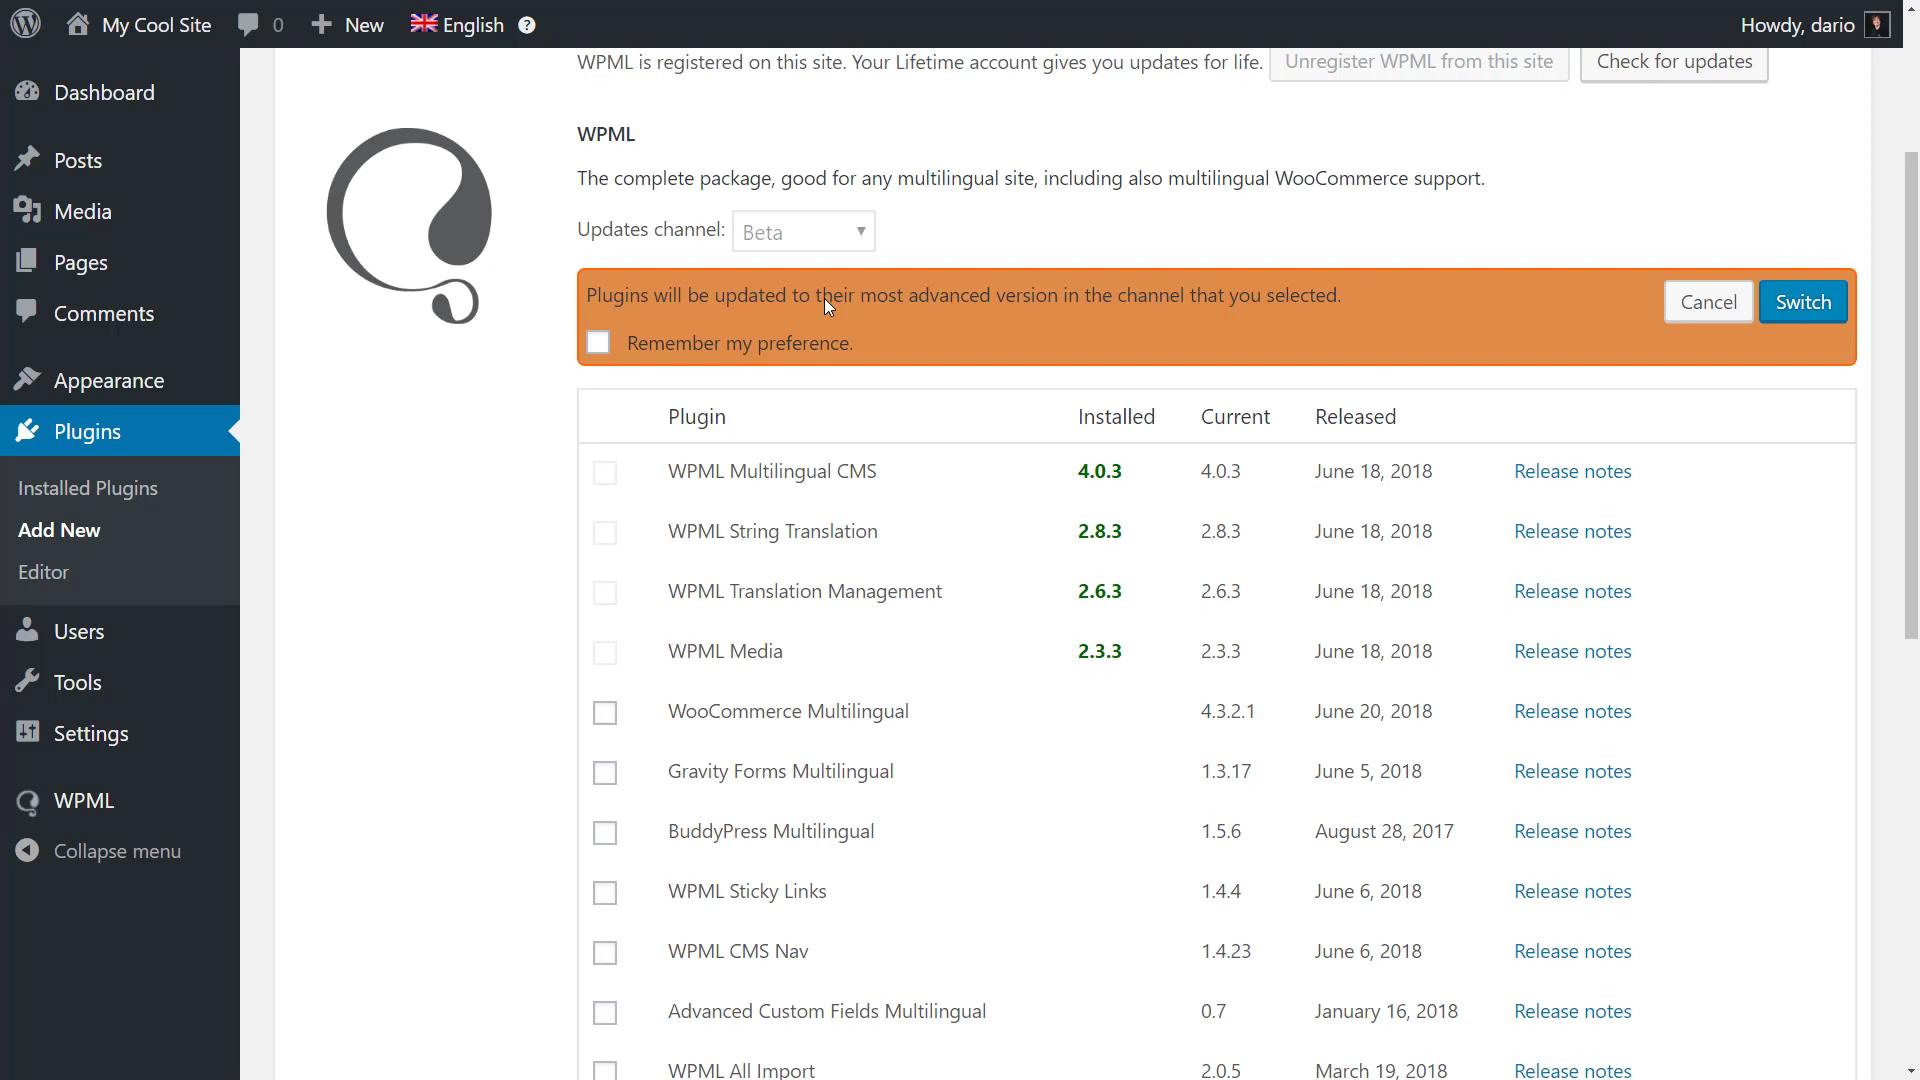 My Cool Site 0 New English ? Howdy, dario
Dashboard
Posts
Media
Pages
Comments
Appearance
Plugins
Installed Plugins
Add New
Editor
Users
Tools
Settings
WPML
Collapse menu
WPML is registered on this site. Your Lifetime account gives you updates for life. Unregister WPML from this site Check for updates
WPML
The complete package, good for any multilingual site, including also multilingual WooCommerce support.
Updates channel: Beta
Plugins will be updated to their most advanced version in the channel that you selected. Cancel Switch
Remember my preference.
Plugin Installed Current Released
WPML Multilingual CMS 4.0.3 4.0.3 June 18, 2018 Release notes
WPML String Translation 2.8.3 2.8.3 June 18, 2018 Release notes
WPML Translation Management 2.6.3 2.6.3 June 18, 2018 Release notes
WPML Media 2.3.3 2.3.3 June 18, 2018 Release notes
WooCommerce Multilingual 4.3.2.1 June 20, 2018 Release notes
Gravity Forms Multilingual 1.3.17 June 5, 2018 Release notes
BuddyPress Multilingual 1.5.6 August 28, 2017 Release notes
WPML Sticky Links 1.4.4 June 6, 2018 Release notes
WPML CMS Nav 1.4.23 June 6, 2018 Release notes
Advanced Custom Fields Multilingual 0.7 January 16, 2018 Release notes
WPML All Import 2.0.5 March 19, 2018 Release notes